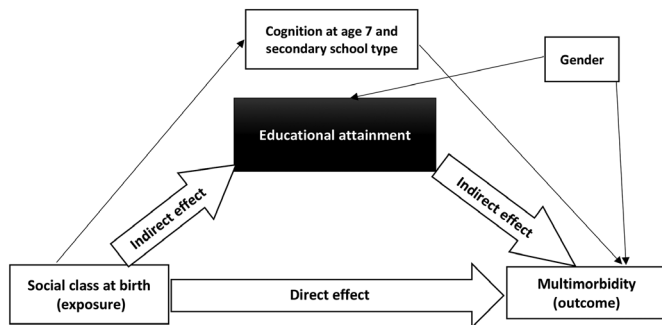 Cognition at age 7 and
secondary school type
Gender
Educational attainment
Indirect effect
Indirect effect
Social class at birth
(exposure)
Direct effect
Multimorbidity
(outcome)